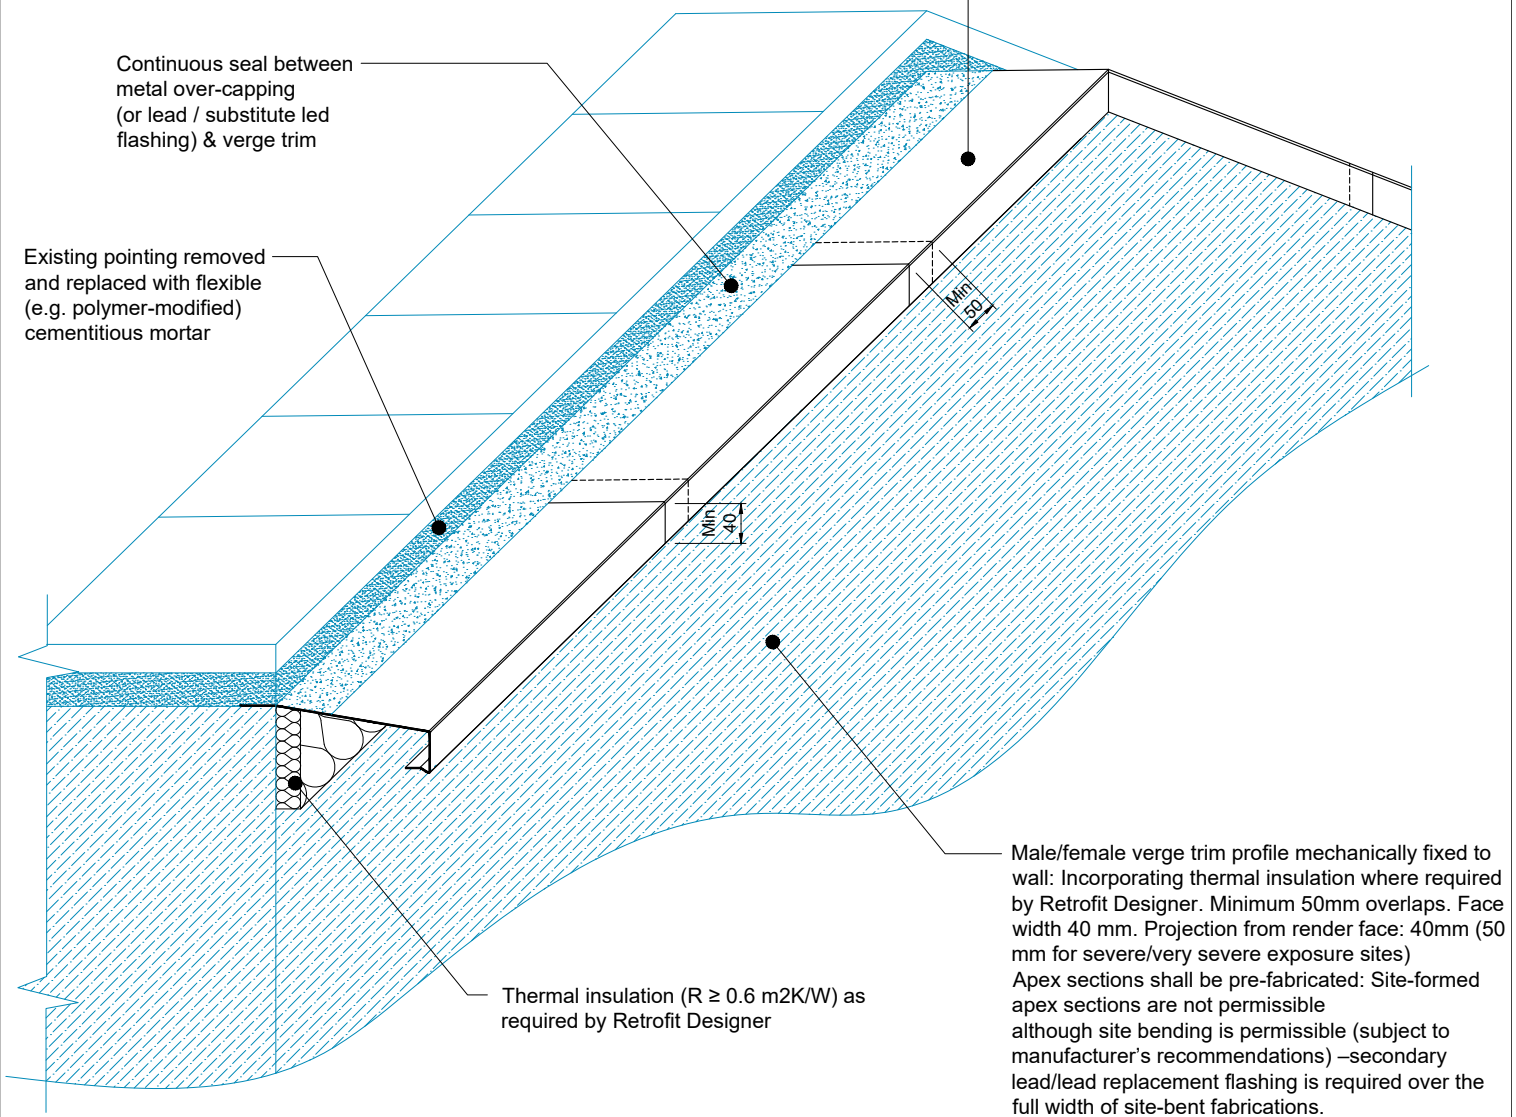 Continuous seal between
metal over-capping
(or lead / substitute led
flashing) & verge trim
Existing pointing removed
and replaced with flexible
(e.g. polymer-modified)
cementitious mortar
Min
50
Min
40
Male/female verge trim profile mechanically fixed to
wall: Incorporating thermal insulation where required
by Retrofit Designer. Minimum 50mm overlaps. Face
width 40 mm. Projection from render face: 40mm (50
mm for severe/very severe exposure sites)
Apex sections shall be pre-fabricated: Site-formed
apex sections are not permissible
although site bending is permissible (subject to
manufacturer’s recommendations) –secondary
lead/lead replacement flashing is required over the
full width of site-bent fabrications.
Thermal insulation (R ≥ 0.6 m2K/W) as
required by Retrofit Designer